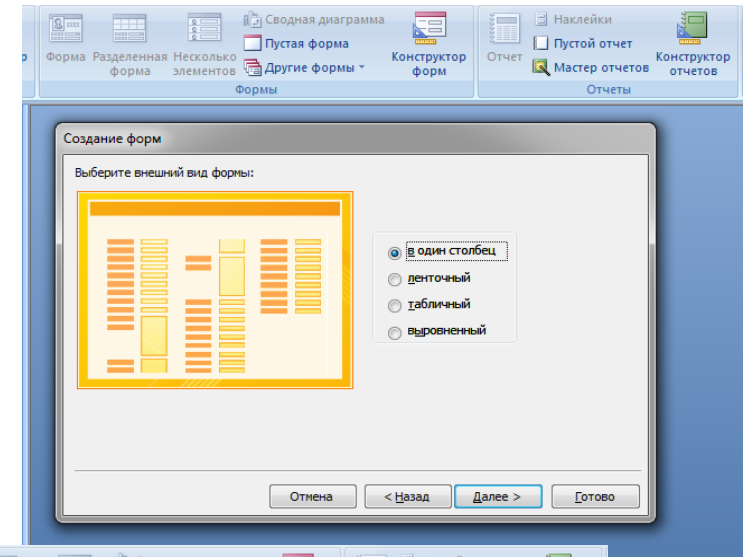 Сводная диаграмма
Пустая форма
Форма Разделенная форма Несколько элементов Другие формы Конструктор форм
Формы
Наклейки
Пустой отчет
Отчет Мастер отчетов Конструктор отчетов
Отчеты
Создание форм
Выберите внешний вид формы:
в один столбец
ленточный
табличный
выровненный
Отмена < Назад Далее > Готово